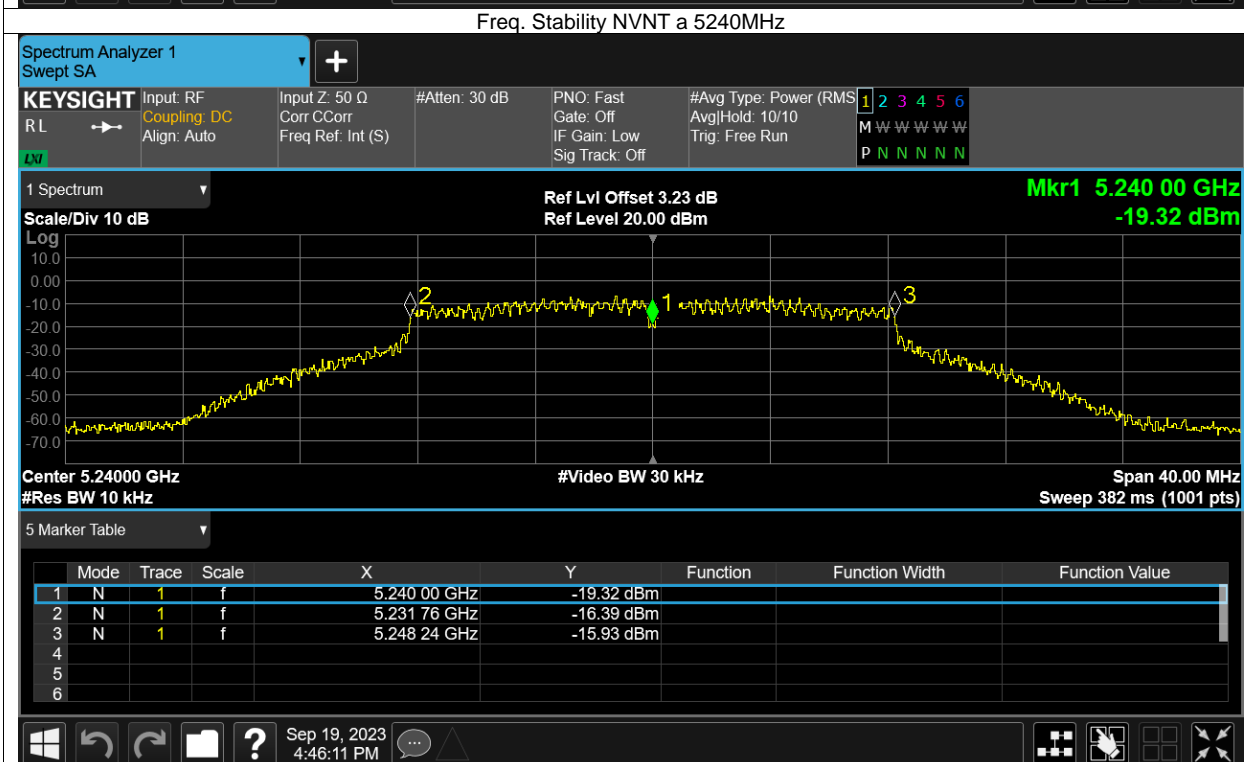 Freq. Stability NVNT a 5240MHz
Spectrum Analyzer 1
Swept SA
+
KEYSIGHT
R L
LXI
Input: RF
Coupling: DC
Align: Auto
Input Z: 50 Ω
Corr CCorr
Freq Ref: Int (S)
#Atten: 30 dB
PNO: Fast
Gate: Off
IF Gain: Low
Sig Track: Off
#Avg Type: Power (RMS
Avg|Hold: 10/10
Trig: Free Run
1 2 3 4 5 6
M W W W W W
P N N N N N
1 Spectrum
Scale/Div 10 dB
Ref Lvl Offset 3.23 dB
Ref Level 20.00 dBm
Mkr1 5.240 00 GHz
-19.32 dBm
Log
10.0
0.00
-10.0
-20.0
-30.0
-40.0
-50.0
-60.0
-70.0
2
1
3
Center 5.24000 GHz
#Video BW 30 kHz
Span 40.00 MHz
#Res BW 10 kHz
Sweep 382 ms (1001 pts)
5 Marker Table
Mode Trace Scale X Y Function Function Width Function Value
1 N 1 f 5.240 00 GHz -19.32 dBm
2 N 1 f 5.231 76 GHz -16.39 dBm
3 N 1 f 5.248 24 GHz -15.93 dBm
4
5
6
?
Sep 19, 2023
4:46:11 PM